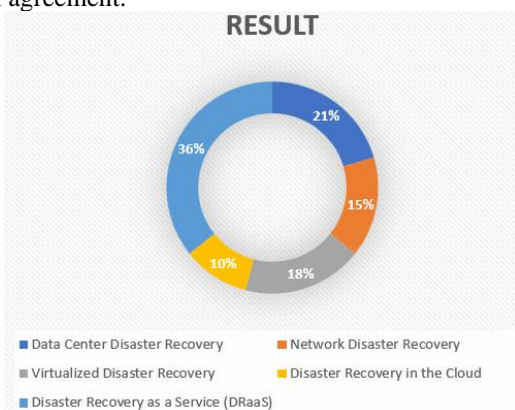 agreement.
RESULT
21%
36%
15%
10%
18%
Data Center Disaster Recovery
Network Disaster Recovery
Virtualized Disaster Recovery
Disaster Recovery in the Cloud
Disaster Recovery as a Service (DRaaS)